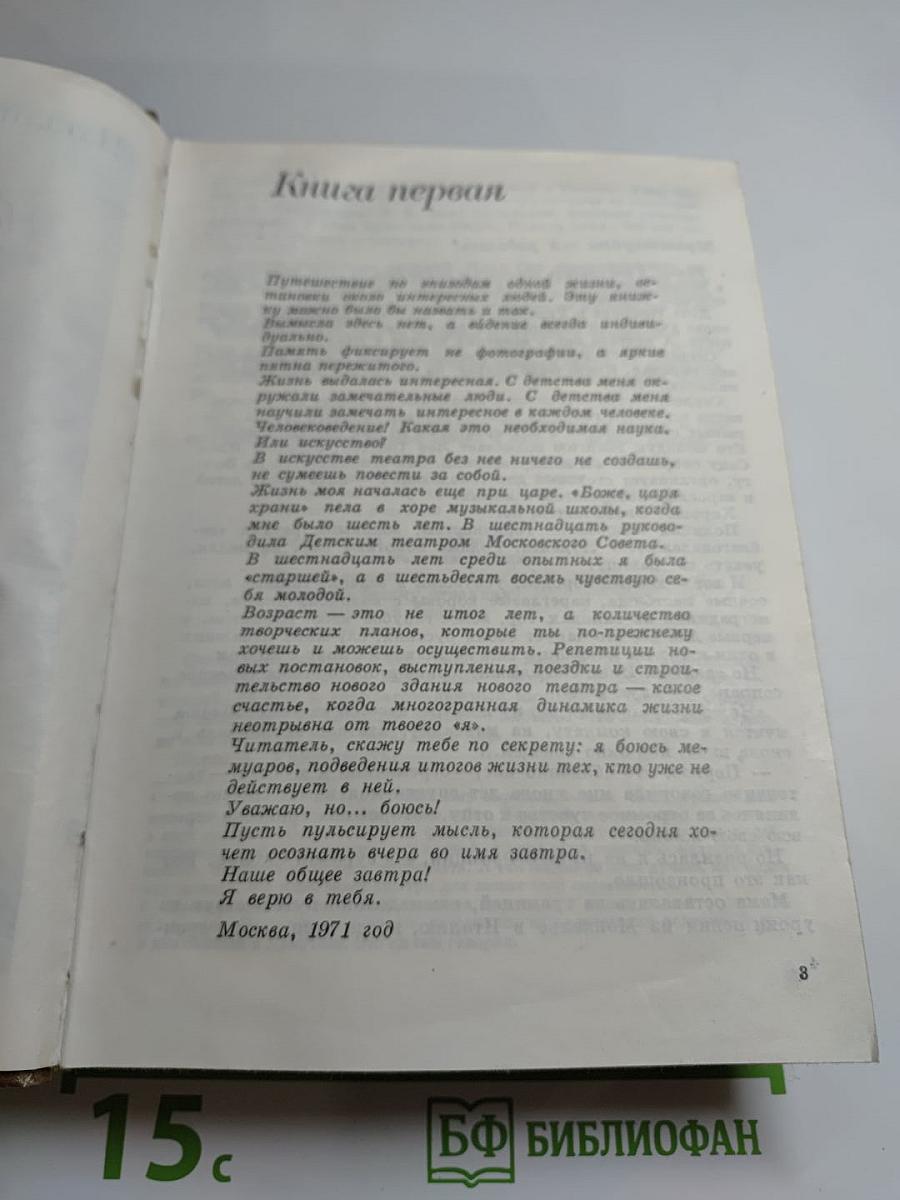 Книга первая
Путешествие по эпизодам одной жизни, ос-
тановки около интересных людей. Эту книж-
ку можно было бы назвать и так.
Вымысла здесь нет, а видение всегда индиви-
дуально.
Память фиксирует не фотографии, а яркие
пятна пережитого.
Жизнь выдалась интересная. С детства меня ок-
ружали замечательные люди. С детства меня
научили замечать интересное в каждом человеке.
Человековедение! Какая это необходимая наука.
Или искусство?
В искусстве театра без нее ничего не создашь,
не сумеешь повести за собой.
Жизнь моя началась еще при царе. «Боже, царя
храни» пела в хоре музыкальной школы, когда
мне было шесть лет. В шестнадцать руково-
дила Детским театром Московского Совета.
В шестнадцать лет среди опытных я была
«старшей», а в шестьдесят восемь чувствую се-
бя молодой.
Возраст — это не итог лет, а количество
творческих планов, которые ты по-прежнему
хочешь и можешь осуществить. Репетиции но-
вых постановок, выступления, поездки и строи-
тельство нового здания нового театра — какое
счастье, когда многогранная динамика жизни
неотрывна от твоего «я».
Читатель, скажу тебе по секрету: я боюсь ме-
муаров, подведения итогов жизни тех, кто уже не
действует в ней.
Уважаю, но... боюсь!
Пусть пульсирует мысль, которая сегодня хо-
чет осознать вчера во имя завтра.
Наше общее завтра!
Я верю в тебя.
Москва, 1971 год
3
15 с
БФ БИБЛИОФАН